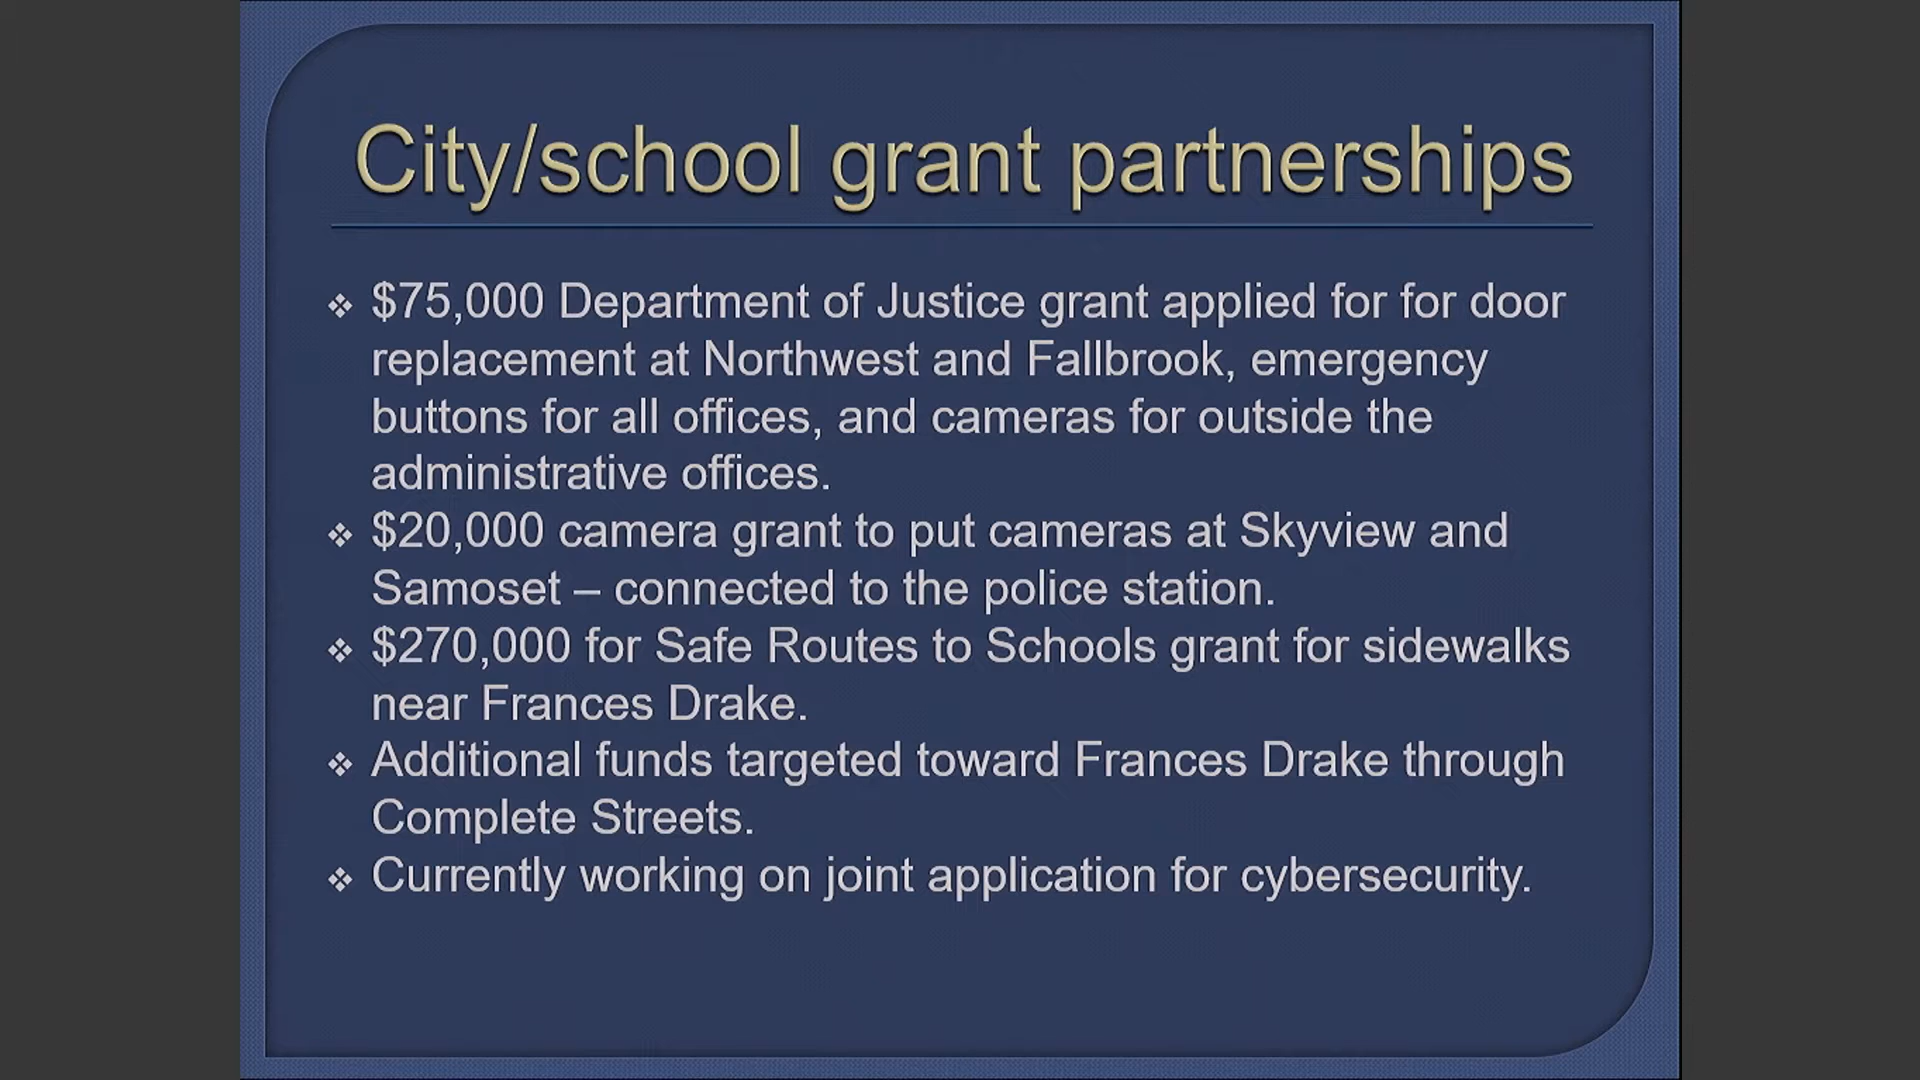 City/school grant partnerships
❖ $75,000 Department of Justice grant applied for for door
replacement at Northwest and Fallbrook, emergency
buttons for all offices, and cameras for outside the
administrative offices.
❖ $20,000 camera grant to put cameras at Skyview and
Samoset – connected to the police station.
❖ $270,000 for Safe Routes to Schools grant for sidewalks
near Frances Drake.
❖ Additional funds targeted toward Frances Drake through
Complete Streets.
❖ Currently working on joint application for cybersecurity.